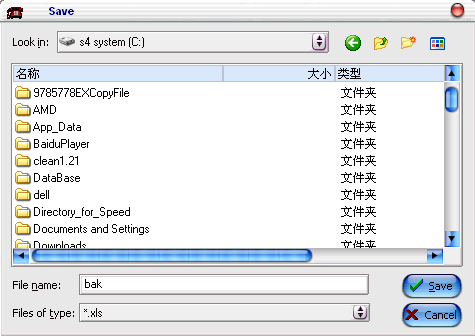 Save
Look in: s4 system (C:)
名称 大小 类型
9785778EXCopyFile 文件夹
AMD 文件夹
App_Data 文件夹
BaiduPlayer 文件夹
clean1.21 文件夹
DataBase 文件夹
dell 文件夹
Directory_for_Speed 文件夹
Documents and Settings 文件夹
Downloads 文件夹
File name: bak
Save
Files of type: *.xls
Cancel